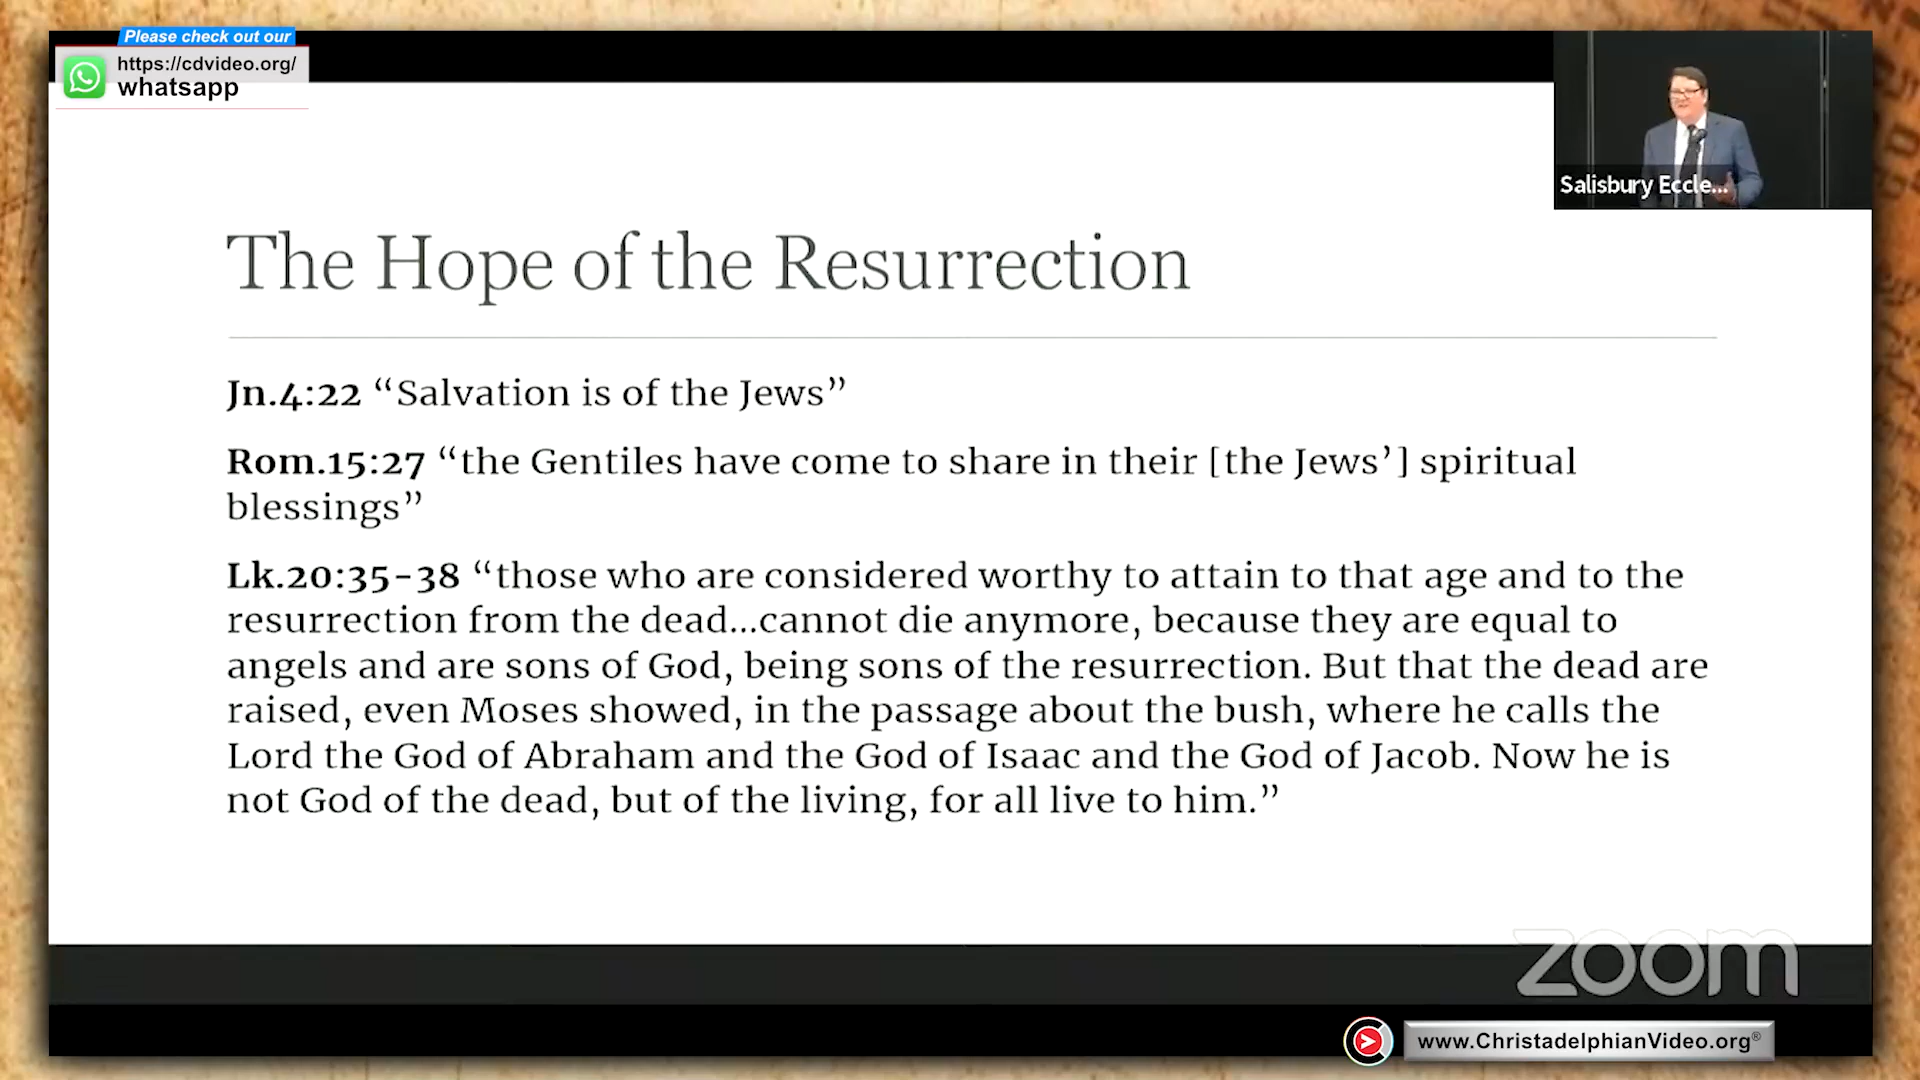 Please check out our
https://cdvideo.org/
whatsapp
Salisbury Eccle...
The Hope of the Resurrection
Jn.4:22 “Salvation is of the Jews”
Rom.15:27 “the Gentiles have come to share in their [the Jews’] spiritual
blessings”
Lk.20:35-38 “those who are considered worthy to attain to that age and to the
resurrection from the dead...cannot die anymore, because they are equal to
angels and are sons of God, being sons of the resurrection. But that the dead are
raised, even Moses showed, in the passage about the bush, where he calls the
Lord the God of Abraham and the God of Isaac and the God of Jacob. Now he is
not God of the dead, but of the living, for all live to him.”
zoom
www.ChristadelphianVideo.org®